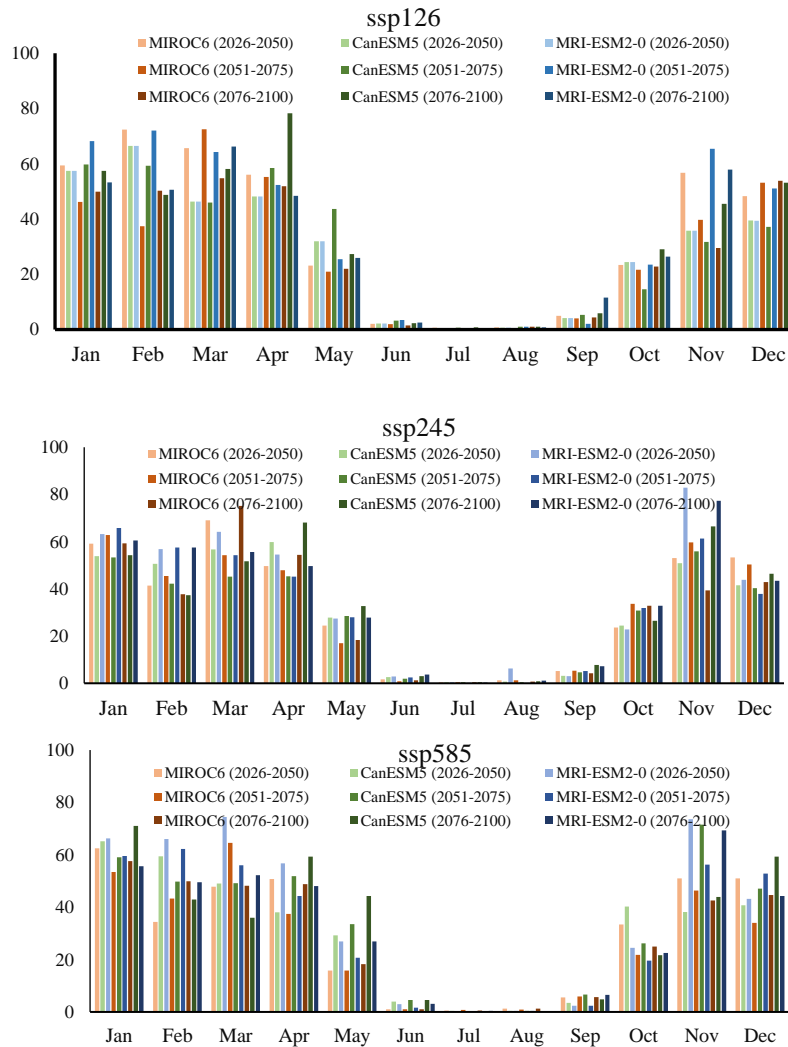 ssp126
100
MIROC6 (2026-2050) CanESM5 (2026-2050) MRI-ESM2-0 (2026-2050)
MIROC6 (2051-2075) CanESM5 (2051-2075) MRI-ESM2-0 (2051-2075)
MIROC6 (2076-2100) CanESM5 (2076-2100) MRI-ESM2-0 (2076-2100)
80
60
40
20
0
Jan Feb Mar Apr May Jun Jul Aug Sep Oct Nov Dec
ssp245
100
MIROC6 (2026-2050) CanESM5 (2026-2050) MRI-ESM2-0 (2026-2050)
MIROC6 (2051-2075) CanESM5 (2051-2075) MRI-ESM2-0 (2051-2075)
MIROC6 (2076-2100) CanESM5 (2076-2100) MRI-ESM2-0 (2076-2100)
80
60
40
20
0
Jan Feb Mar Apr May Jun Jul Aug Sep Oct Nov Dec
ssp585
100
MIROC6 (2026-2050) CanESM5 (2026-2050) MRI-ESM2-0 (2026-2050)
MIROC6 (2051-2075) CanESM5 (2051-2075) MRI-ESM2-0 (2051-2075)
MIROC6 (2076-2100) CanESM5 (2076-2100) MRI-ESM2-0 (2076-2100)
80
60
40
20
0
Jan Feb Mar Apr May Jun Jul Aug Sep Oct Nov Dec